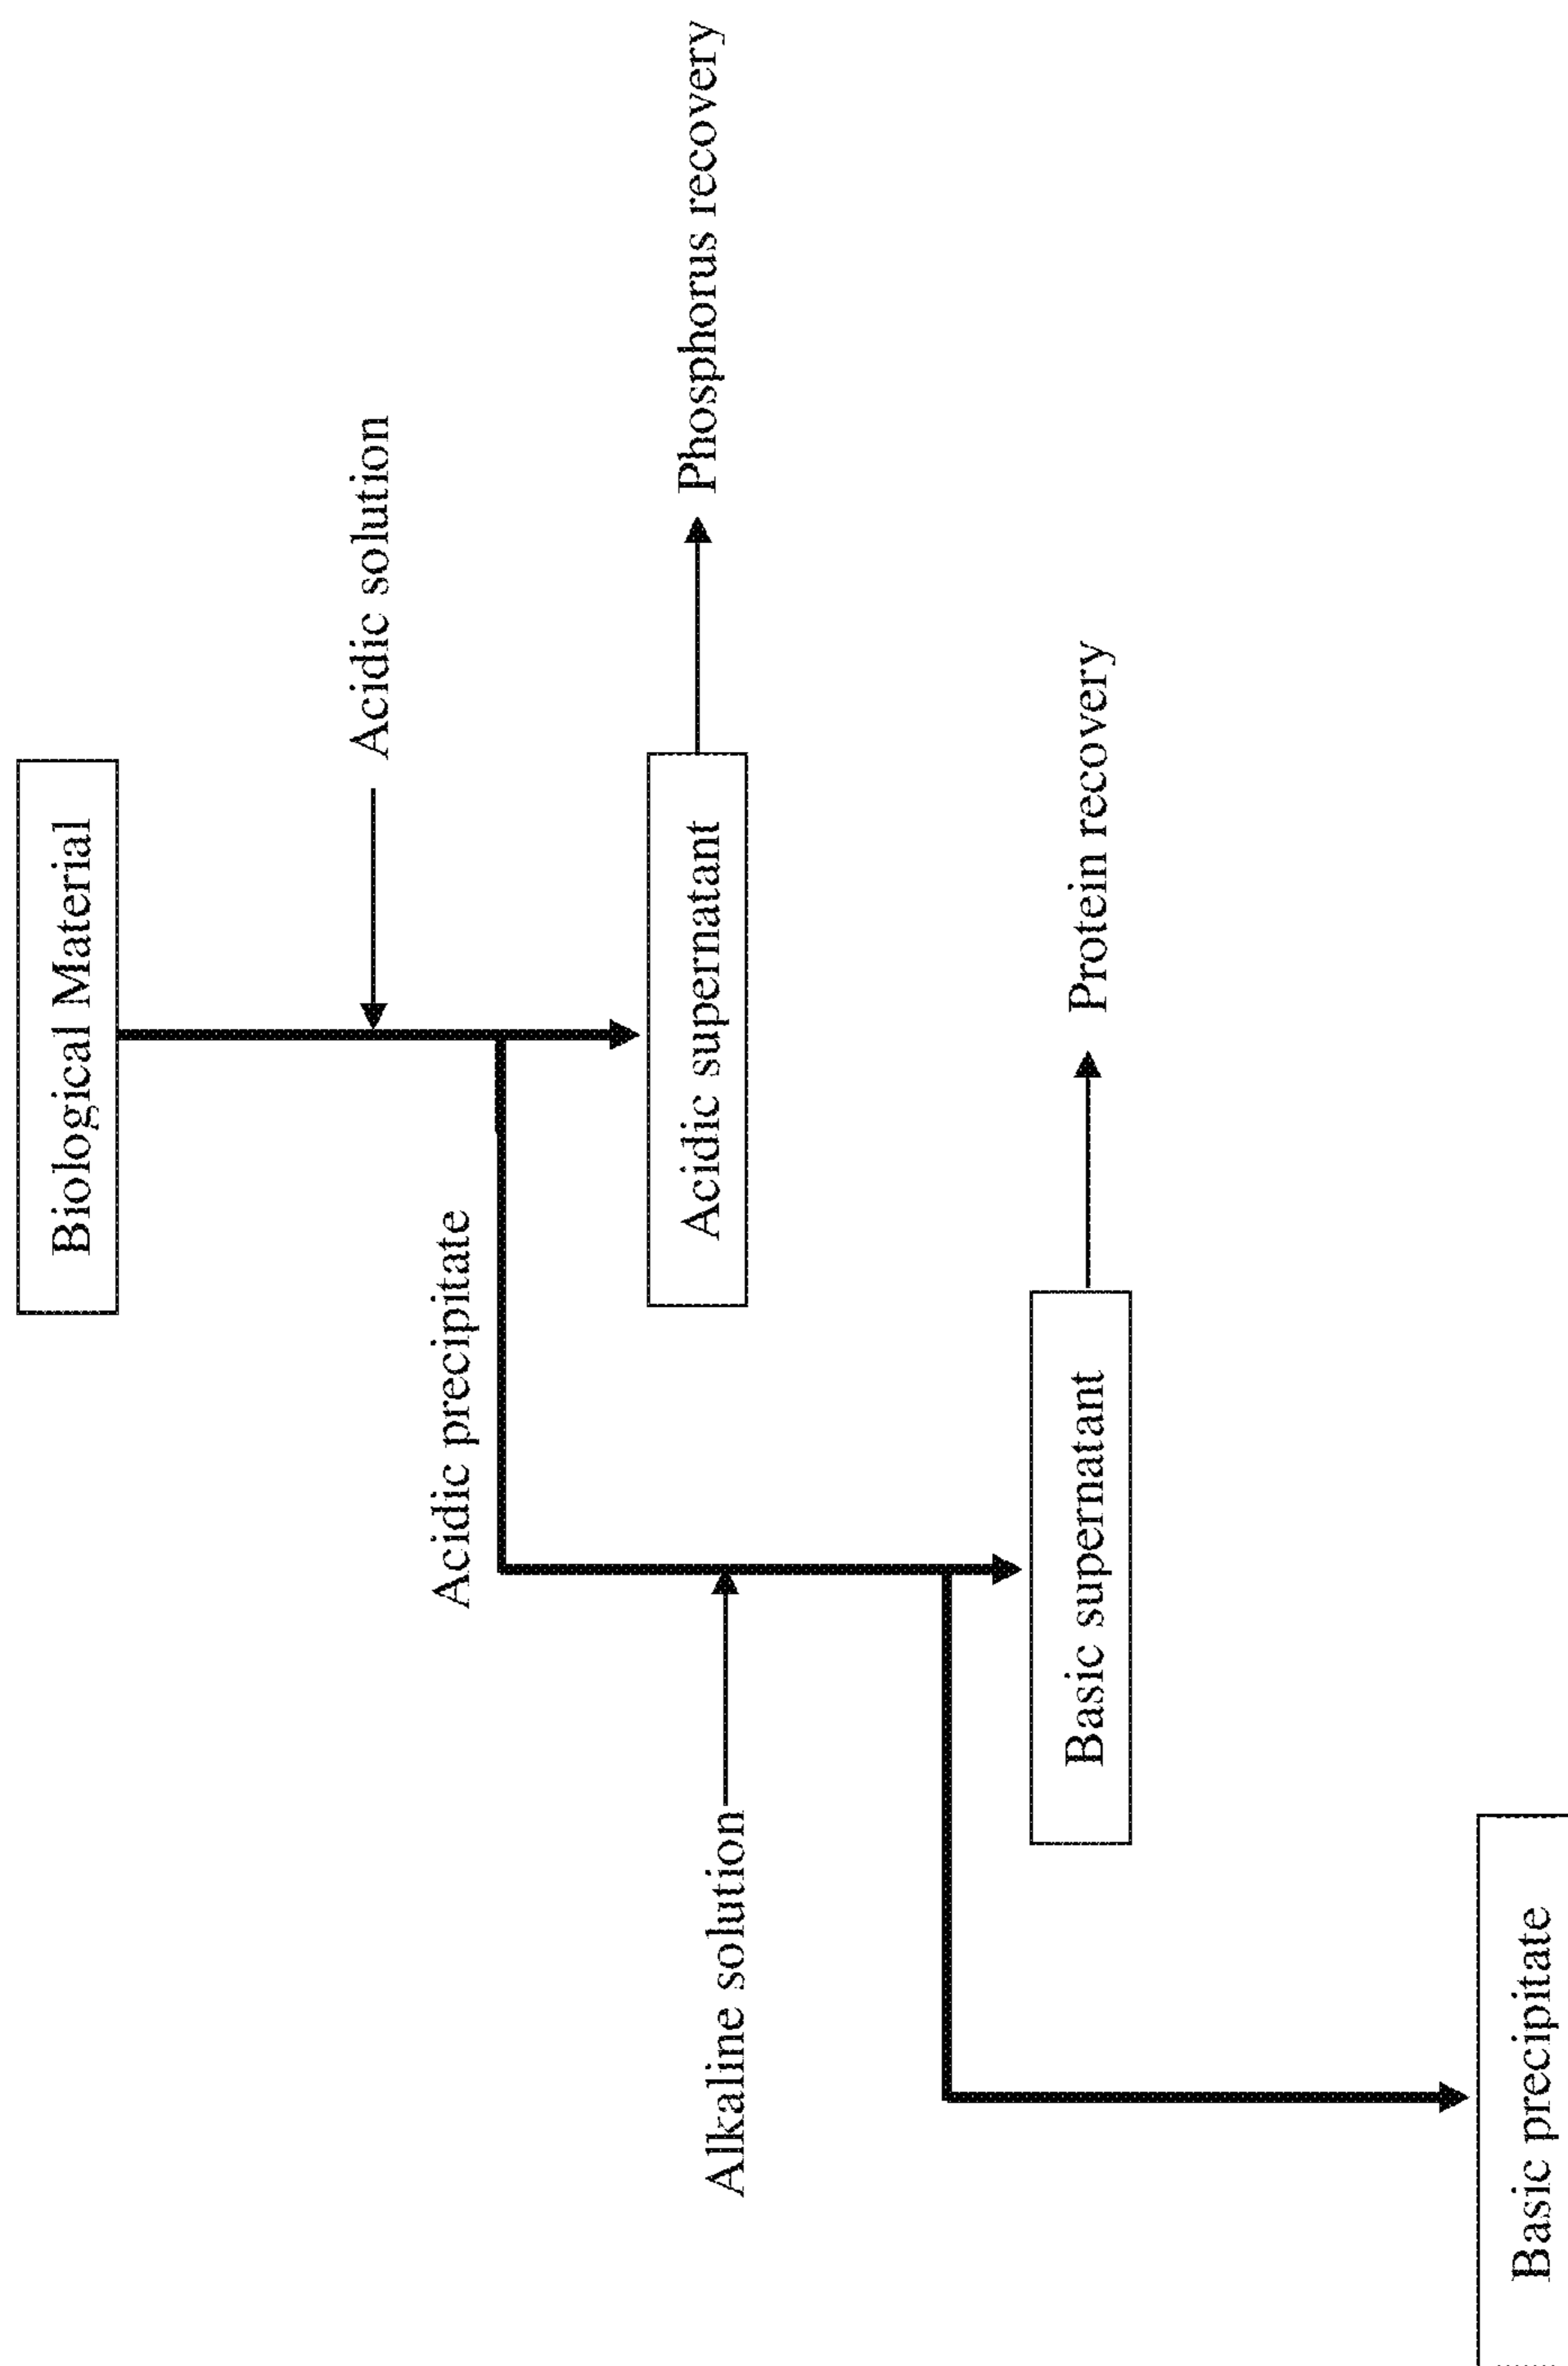 Biological Material
Acidic solution
Acidic precipitate
Acidic supernatant
Phosphorus recovery
Alkaline solution
Basic supernatant
Protein recovery
Basic precipitate